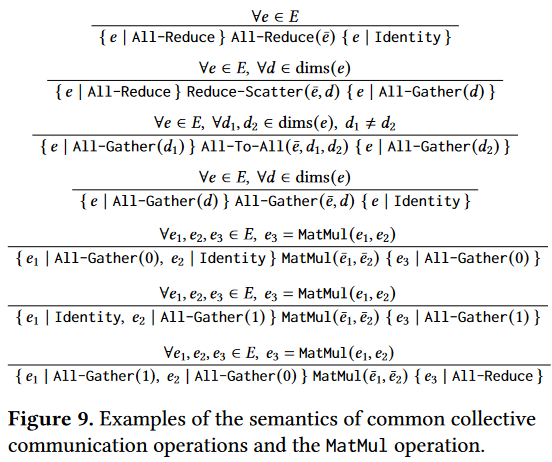 ∀e ∈ E
{ e | All-Reduce } All-Reduce(ē) { e | Identity }
∀e ∈ E, ∀d ∈ dims(e)
{ e | All-Reduce } Reduce-Scatter(ē, d) { e | All-Gather(d) }
∀e ∈ E, ∀d₁, d₂ ∈ dims(e), d₁ ≠ d₂
{ e | All-Gather(d₁) } All-To-All(ē, d₁, d₂) { e | All-Gather(d₂) }
∀e ∈ E, ∀d ∈ dims(e)
{ e | All-Gather(d) } All-Gather(ē, d) { e | Identity }
∀e₁, e₂, e₃ ∈ E, e₃ = MatMul(e₁, e₂)
{ e₁ | All-Gather(0), e₂ | Identity } MatMul(ē₁, ē₂) { e₃ | All-Gather(0) }
∀e₁, e₂, e₃ ∈ E, e₃ = MatMul(e₁, e₂)
{ e₁ | Identity, e₂ | All-Gather(1) } MatMul(ē₁, ē₂) { e₃ | All-Gather(1) }
∀e₁, e₂, e₃ ∈ E, e₃ = MatMul(e₁, e₂)
{ e₁ | All-Gather(1), e₂ | All-Gather(0) } MatMul(ē₁, ē₂) { e₃ | All-Reduce }
Figure 9. Examples of the semantics of common collective
communication operations and the MatMul operation.